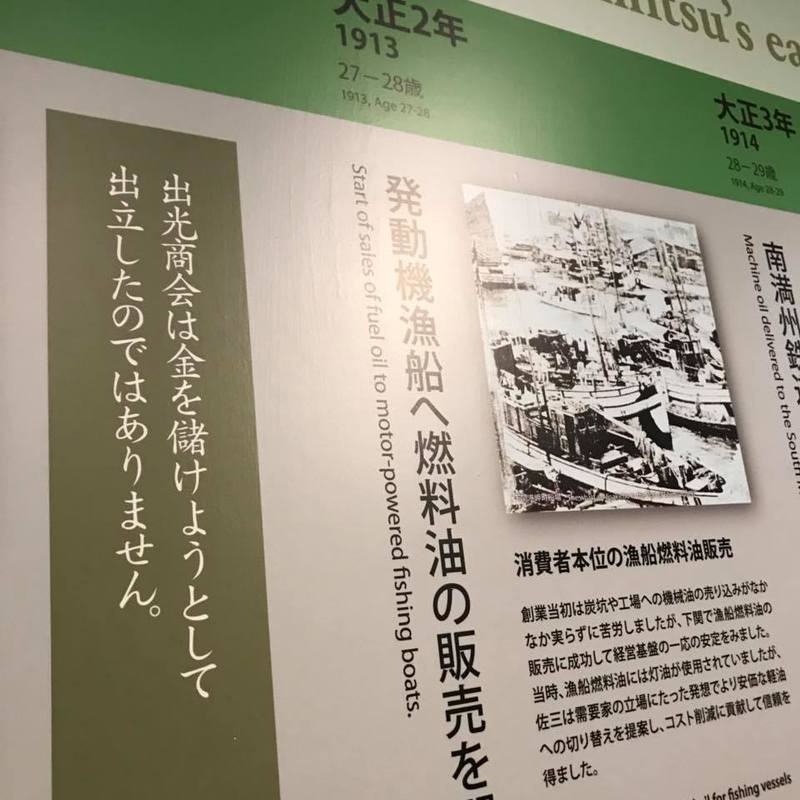 itsu's ea
大正2年
1913
27－28歳
1913, Age 27-28
大正3年
1914
28－29歳
1914, Age 28-29
出光商会は金を儲けようとして
出立したのではありません。
発動機漁船へ燃料油の販売を
Start of sales of fuel oil to motor-powered fishing boats.
南満州鉄
Machine oil delivered to the South
消費者本位の漁船燃料油販売
創業当初は炭坑や工場への機械油の売り込みがなか
なか実らずに苦労しましたが、下関で漁船燃料油の
販売に成功して経営基盤の一応の安定をみました。
当時、漁船燃料油には灯油が使用されていましたが、
佐三は需要家の立場にたった発想でより安価な軽油
への切り替えを提案し、コスト削減に貢献して信頼を
得ました。
oil for fishing vessels